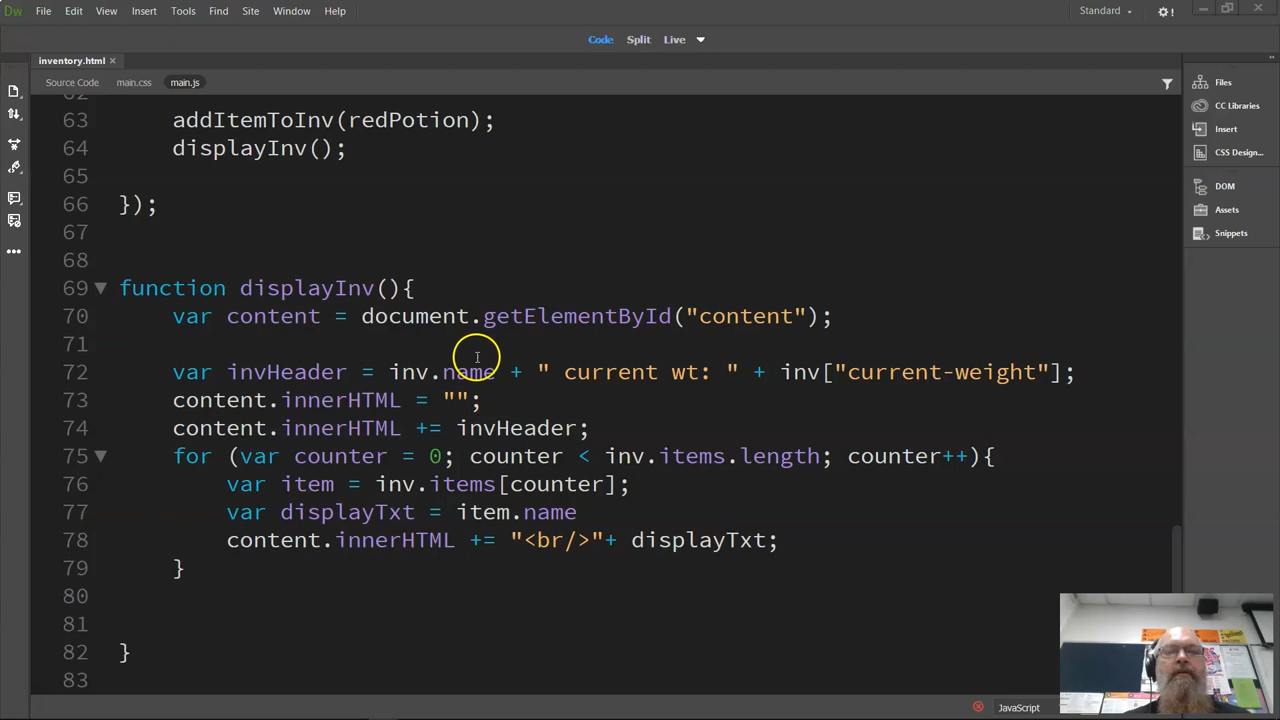 Dw File Edit View Insert Tools Find Site Window Help Standard
Code Split Live
inventory.html
Source Code main.css main.js
Files
CC Libraries
Insert
CSS Design...
DOM
Assets
Snippets
63 addItemToInv(redPotion);
64 displayInv();
65
66 });
67
68
69 function displayInv(){
70 var content = document.getElementById("content");
71
72 var invHeader = inv.name + " current wt: " + inv["current-weight"];
73 content.innerHTML = "";
74 content.innerHTML += invHeader;
75 for (var counter = 0; counter < inv.items.length; counter++){
76 var item = inv.items[counter];
77 var displayTxt = item.name
78 content.innerHTML += "<br/>"+ displayTxt;
79 }
80
81
82 }
83
JavaScript